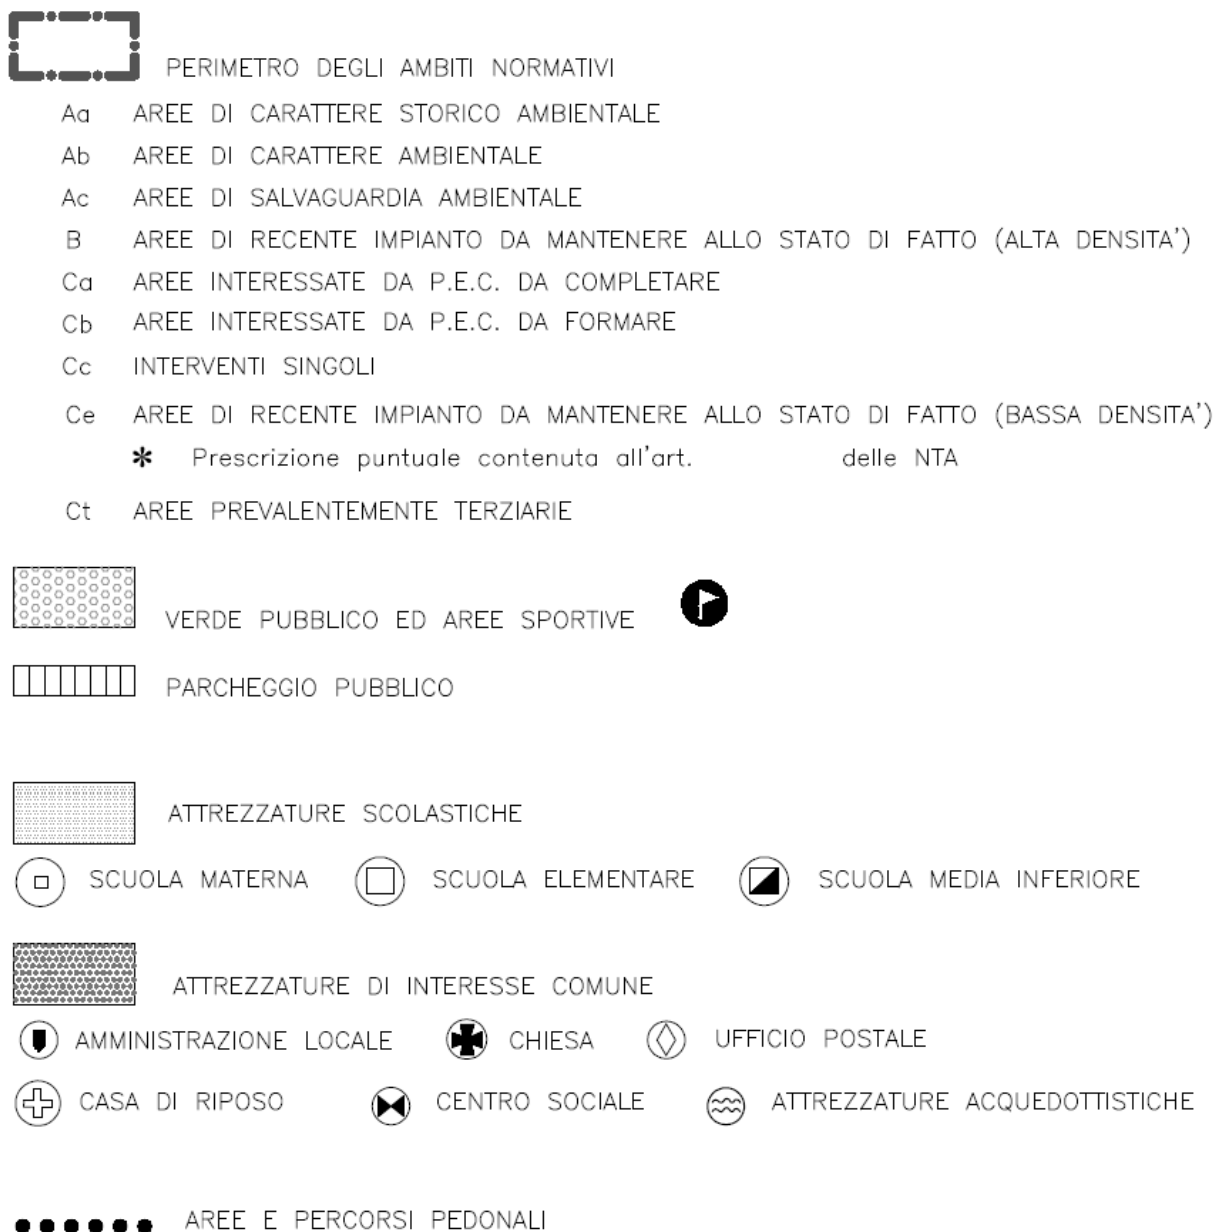 PERIMETRO DEGLI AMBITI NORMATIVI
Aa AREE DI CARATTERE STORICO AMBIENTALE
Ab AREE DI CARATTERE AMBIENTALE
Ac AREE DI SALVAGUARDIA AMBIENTALE
B AREE DI RECENTE IMPIANTO DA MANTENERE ALLO STATO DI FATTO (ALTA DENSITA')
Ca AREE INTERESSATE DA P.E.C. DA COMPLETARE
Cb AREE INTERESSATE DA P.E.C. DA FORMARE
Cc INTERVENTI SINGOLI
Ce AREE DI RECENTE IMPIANTO DA MANTENERE ALLO STATO DI FATTO (BASSA DENSITA')
* Prescrizione puntuale contenuta all'art. delle NTA
Ct AREE PREVALENTEMENTE TERZIARIE
VERDE PUBBLICO ED AREE SPORTIVE
PARCHEGGIO PUBBLICO
ATTREZZATURE SCOLASTICHE
SCUOLA MATERNA SCUOLA ELEMENTARE SCUOLA MEDIA INFERIORE
ATTREZZATURE DI INTERESSE COMUNE
AMMINISTRAZIONE LOCALE CHIESA UFFICIO POSTALE
CASA DI RIPOSO CENTRO SOCIALE ATTREZZATURE ACQUEDOTTISTICHE
AREE E PERCORSI PEDONALI